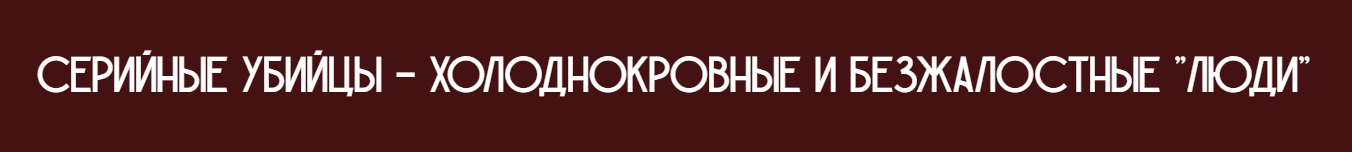 СЕРИЙНЫЕ УБИЙЦЫ – ХОЛОДНОКРОВНЫЕ И БЕЗЖАЛОСТНЫЕ "ЛЮДИ"